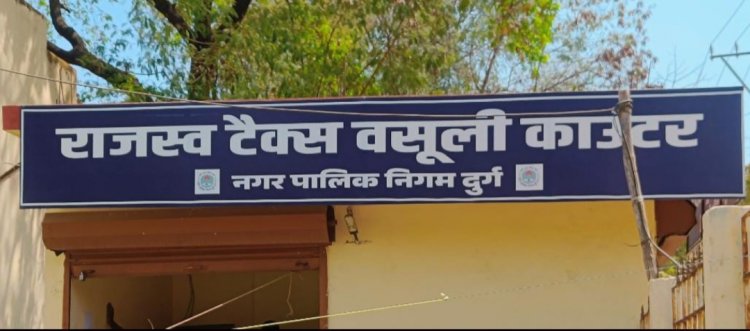 राजस्व टैक्स वसूली काउंटर
नगर पालिक निगम दुर्ग